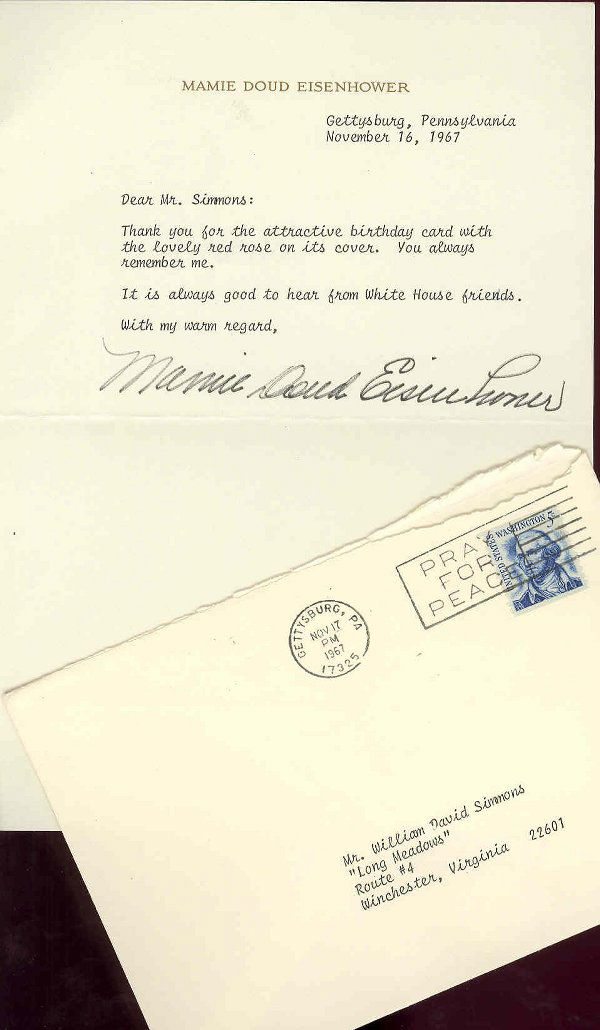 MAMIE DOUD EISENHOWER
Gettysburg, Pennsylvania
November 16, 1967
Dear Mr. Simmons:
Thank you for the attractive birthday card with
the lovely red rose on its cover. You always
remember me.
It is always good to hear from White House friends.
With my warm regard,
Mamie Doud Eisenhower
PRAY
FOR
PEACE
UNITED STATES
WASHINGTON
5¢
GETTYSBURG, PA
NOV 17
PM
1967
17325
Mr. William David Simmons
"Long Meadows"
Route #4
Winchester, Virginia 22601